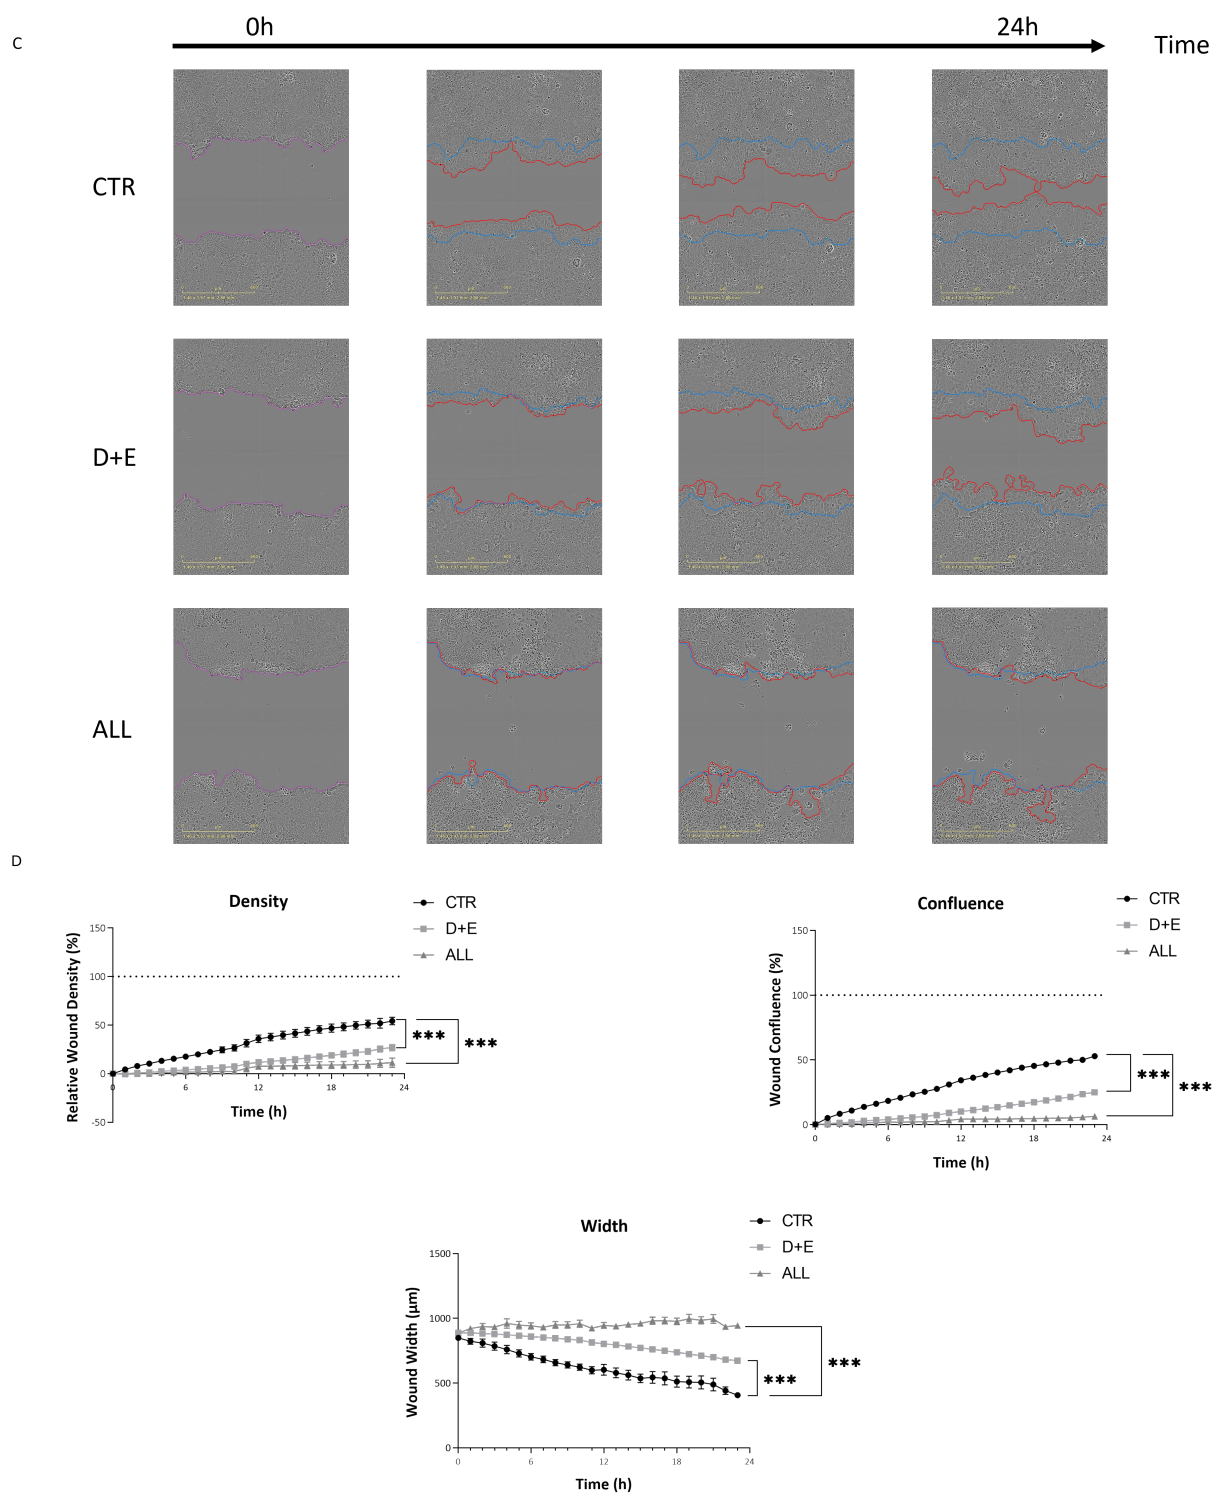 0h 24h
C
Time
CTR
D+E
ALL
D
Density
CTR
D+E
ALL
Relative Wound Density (%)
150
100
50
0
-50
0 6 12 18 24
Time (h)
***
***
Confluence
CTR
D+E
ALL
Wound Confluence (%)
150
100
50
0
0 6 12 18 24
Time (h)
***
***
Width
CTR
D+E
ALL
Wound Width (µm)
1500
1000
500
0
0 6 12 18 24
Time (h)
***
***